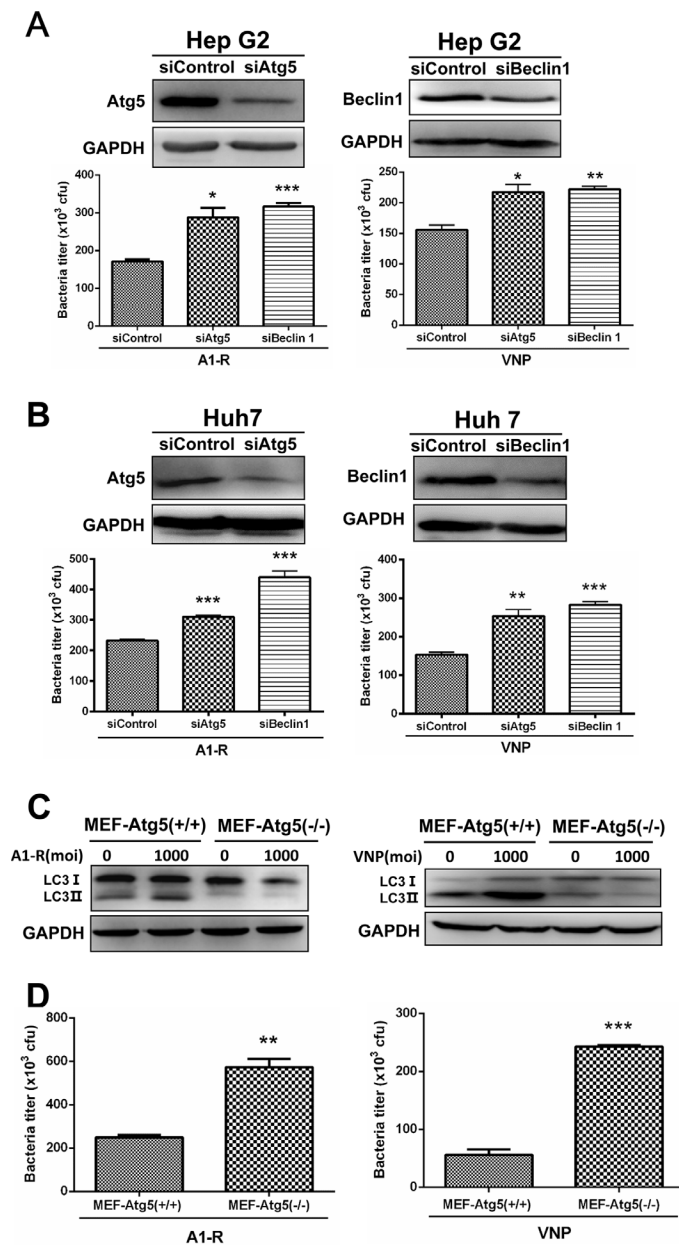 A
Hep G2
siControl siAtg5
Atg5
GAPDH
Bacteria titer (x10³ cfu)
400
300
200
100
0
*
***
siControl siAtg5 siBeclin 1
A1-R
Hep G2
siControl siBeclin1
Beclin1
GAPDH
Bacteria titer (x10³ cfu)
250
200
150
100
50
0
*
**
siControl siAtg5 siBeclin 1
VNP
B
Huh7
siControl siAtg5
Atg5
GAPDH
Bacteria titer (x10³ cfu)
500
400
300
200
100
0
***
***
siControl siAtg5 siBeclin1
A1-R
Huh 7
siControl siBeclin1
Beclin1
GAPDH
Bacteria titer (x10³ cfu)
400
300
200
100
0
**
***
siControl siAtg5 siBeclin 1
VNP
C
MEF-Atg5(+/+) MEF-Atg5(-/-)
A1-R(moi) 0 1000 0 1000
LC3 I
LC3II
GAPDH
MEF-Atg5(+/+) MEF-Atg5(-/-)
VNP(moi) 0 1000 0 1000
LC3 I
LC3II
GAPDH
D
Bacteria titer (x10³ cfu)
800
600
400
200
0
**
MEF-Atg5(+/+) MEF-Atg5(-/-)
A1-R
Bacteria titer (x10³ cfu)
300
200
100
50
0
***
MEF-Atg5(+/+) MEF-Atg5(-/-)
VNP